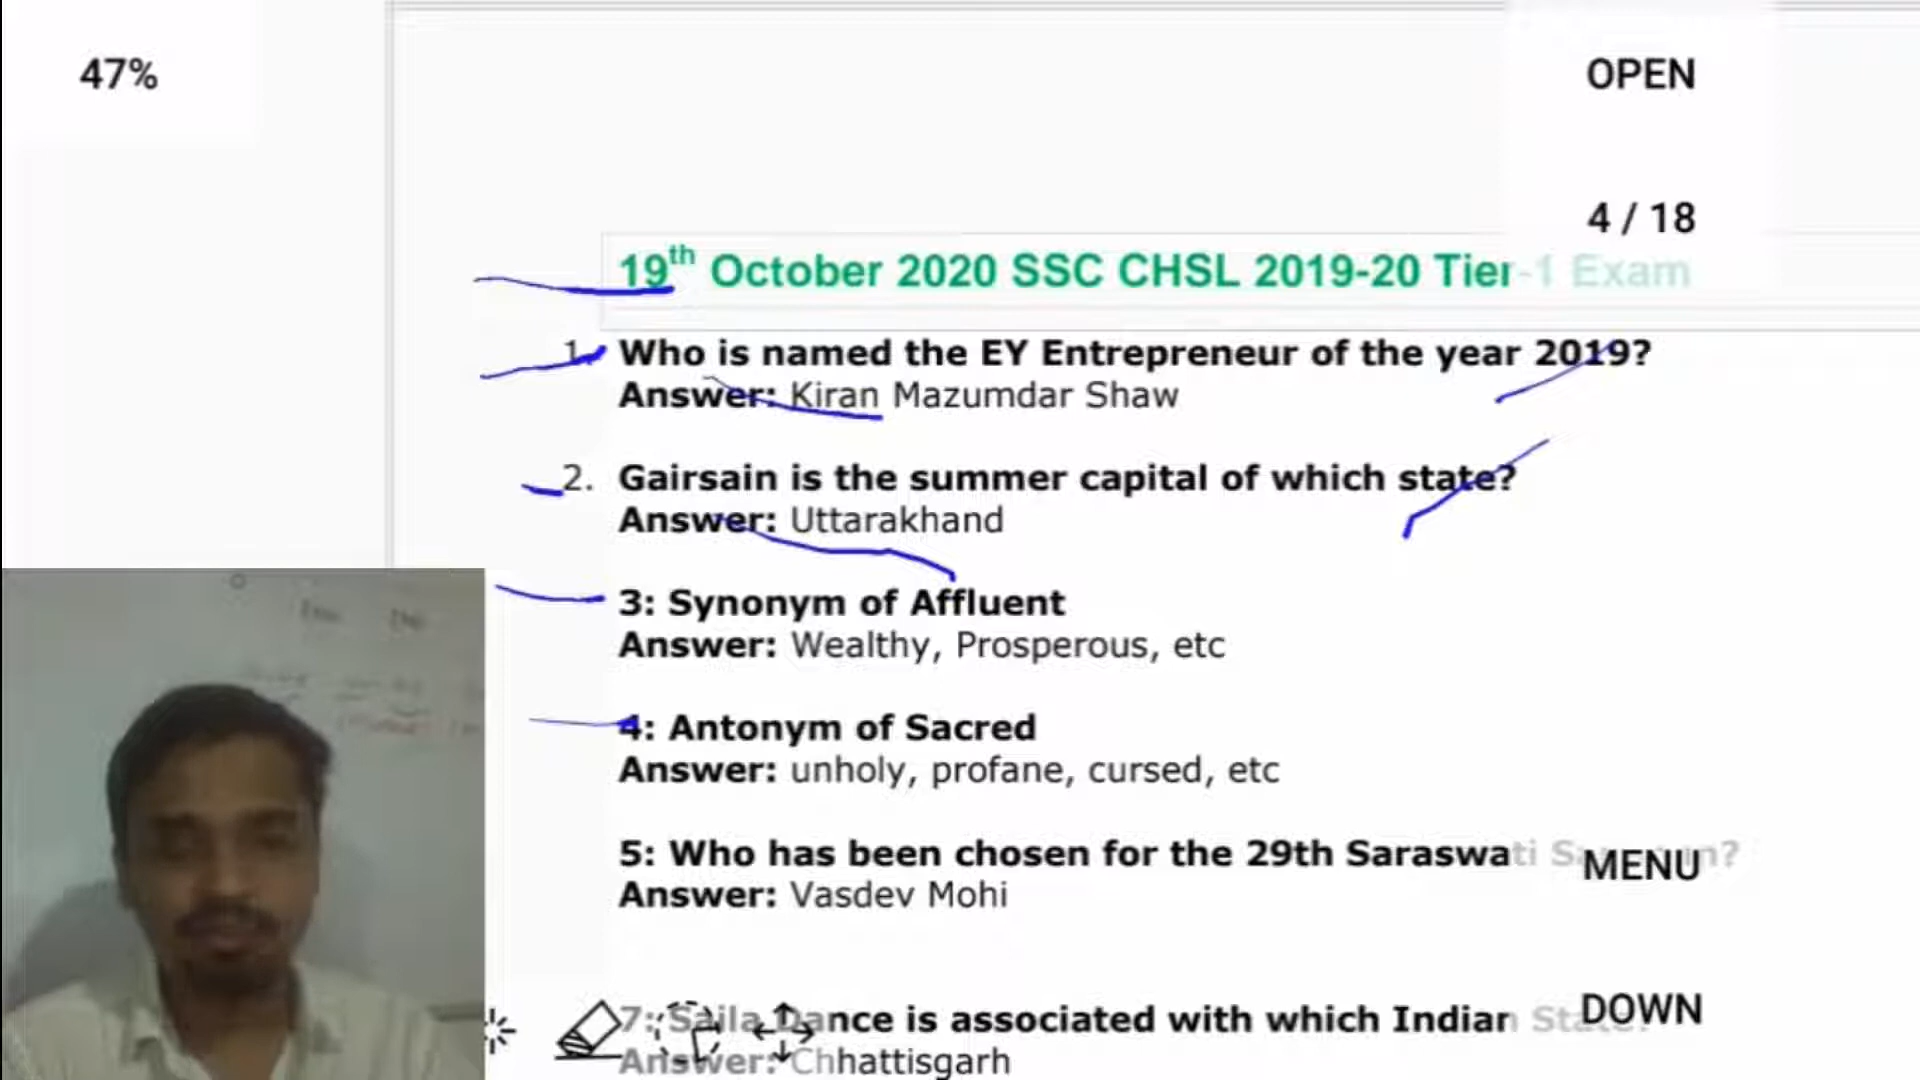 47%
OPEN
4 / 18
19th October 2020 SSC CHSL 2019-20 Tier-1 Exam
1. Who is named the EY Entrepreneur of the year 2019?
Answer: Kiran Mazumdar Shaw
2. Gairsain is the summer capital of which state?
Answer: Uttarakhand
3: Synonym of Affluent
Answer: Wealthy, Prosperous, etc
4: Antonym of Sacred
Answer: unholy, profane, cursed, etc
5: Who has been chosen for the 29th Saraswati
MENU
Answer: Vasdev Mohi
7: Saila Dance is associated with which Indian State
DOWN
Answer: Chhattisgarh